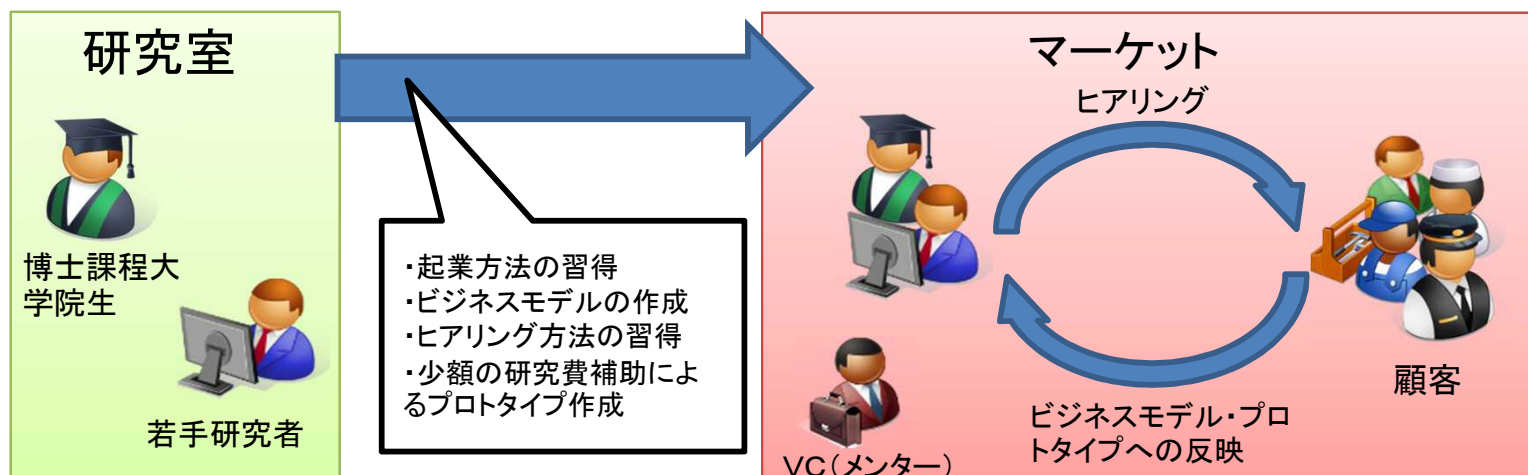 研究室
博士課程大
学院生
若手研究者
・起業方法の習得
・ビジネスモデルの作成
・ヒアリング方法の習得
・少額の研究費補助によ
るプロトタイプ作成
マーケット
ヒアリング
顧客
ビジネスモデル・プロ
トタイプへの反映
VC(メンター)